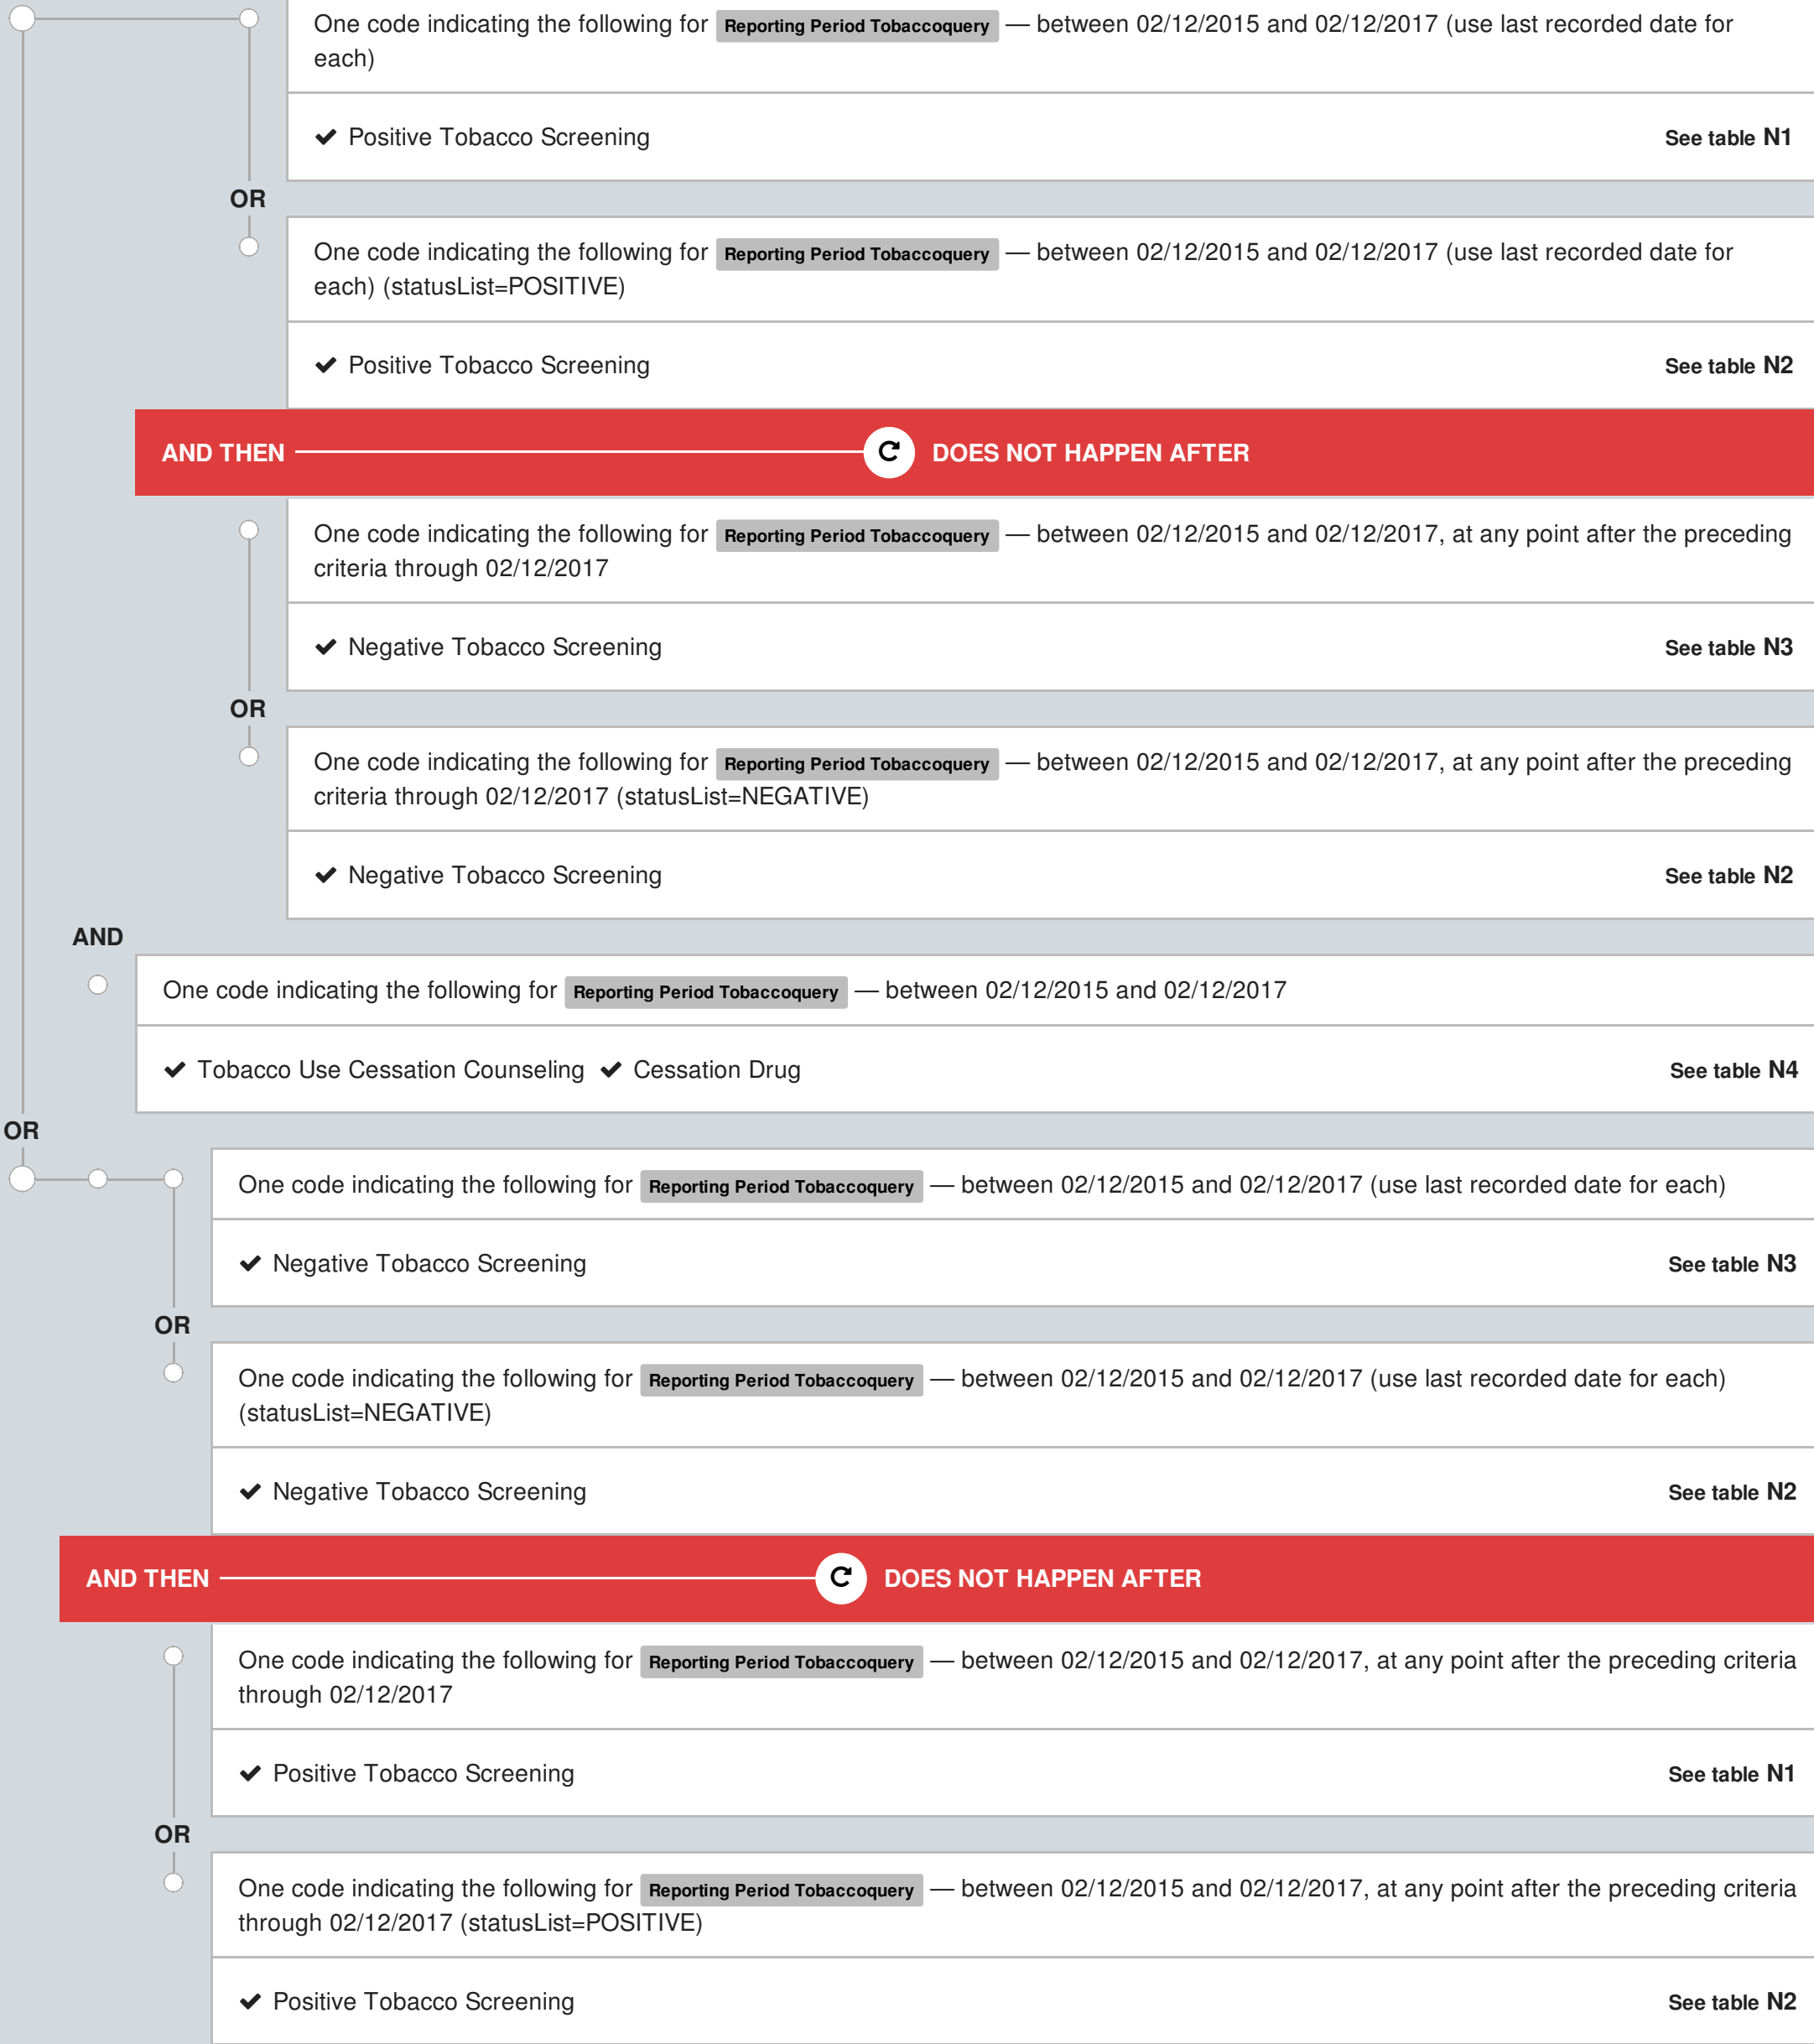 One code indicating the following for Reporting Period Tobaccoquery — between 02/12/2015 and 02/12/2017 (use last recorded date for
each)
✔ Positive Tobacco Screening See table N1
OR
One code indicating the following for Reporting Period Tobaccoquery — between 02/12/2015 and 02/12/2017 (use last recorded date for
each) (statusList=POSITIVE)
✔ Positive Tobacco Screening See table N2
AND THEN DOES NOT HAPPEN AFTER
One code indicating the following for Reporting Period Tobaccoquery — between 02/12/2015 and 02/12/2017, at any point after the preceding
criteria through 02/12/2017
✔ Negative Tobacco Screening See table N3
OR
One code indicating the following for Reporting Period Tobaccoquery — between 02/12/2015 and 02/12/2017, at any point after the preceding
criteria through 02/12/2017 (statusList=NEGATIVE)
✔ Negative Tobacco Screening See table N2
AND
One code indicating the following for Reporting Period Tobaccoquery — between 02/12/2015 and 02/12/2017
✔ Tobacco Use Cessation Counseling ✔ Cessation Drug See table N4
OR
One code indicating the following for Reporting Period Tobaccoquery — between 02/12/2015 and 02/12/2017 (use last recorded date for each)
✔ Negative Tobacco Screening See table N3
OR
One code indicating the following for Reporting Period Tobaccoquery — between 02/12/2015 and 02/12/2017 (use last recorded date for each)
(statusList=NEGATIVE)
✔ Negative Tobacco Screening See table N2
AND THEN DOES NOT HAPPEN AFTER
One code indicating the following for Reporting Period Tobaccoquery — between 02/12/2015 and 02/12/2017, at any point after the preceding criteria
through 02/12/2017
✔ Positive Tobacco Screening See table N1
OR
One code indicating the following for Reporting Period Tobaccoquery — between 02/12/2015 and 02/12/2017, at any point after the preceding criteria
through 02/12/2017 (statusList=POSITIVE)
✔ Positive Tobacco Screening See table N2